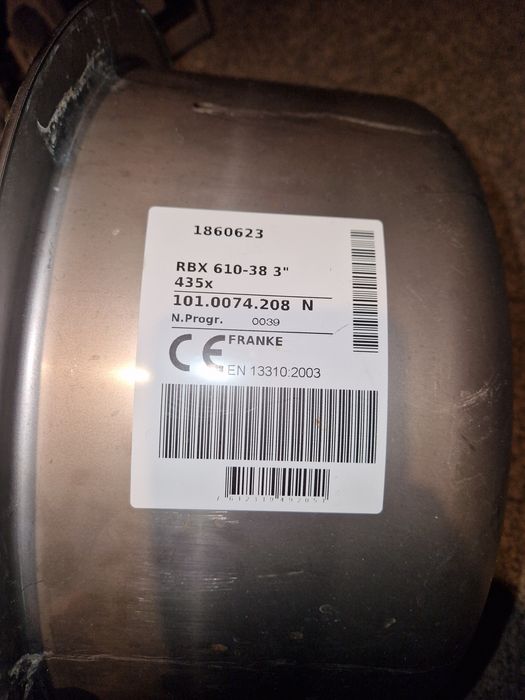 1860623
RBX 610-38 3"
435x
101.0074.208 N
N.Progr. 0039
CE FRANKE
EN 13310:2003